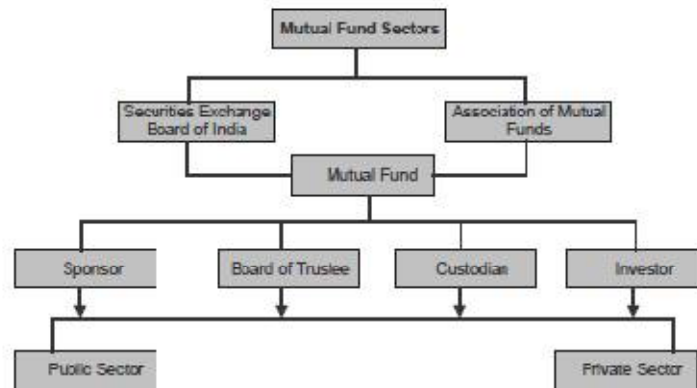 Mutual Fund Sectors
Securities Exchange
Board of India
Association of Mutual
Funds
Mutual Fund
Sponsor
Board of Trustee
Custodian
Investor
Public Sector
Private Sector